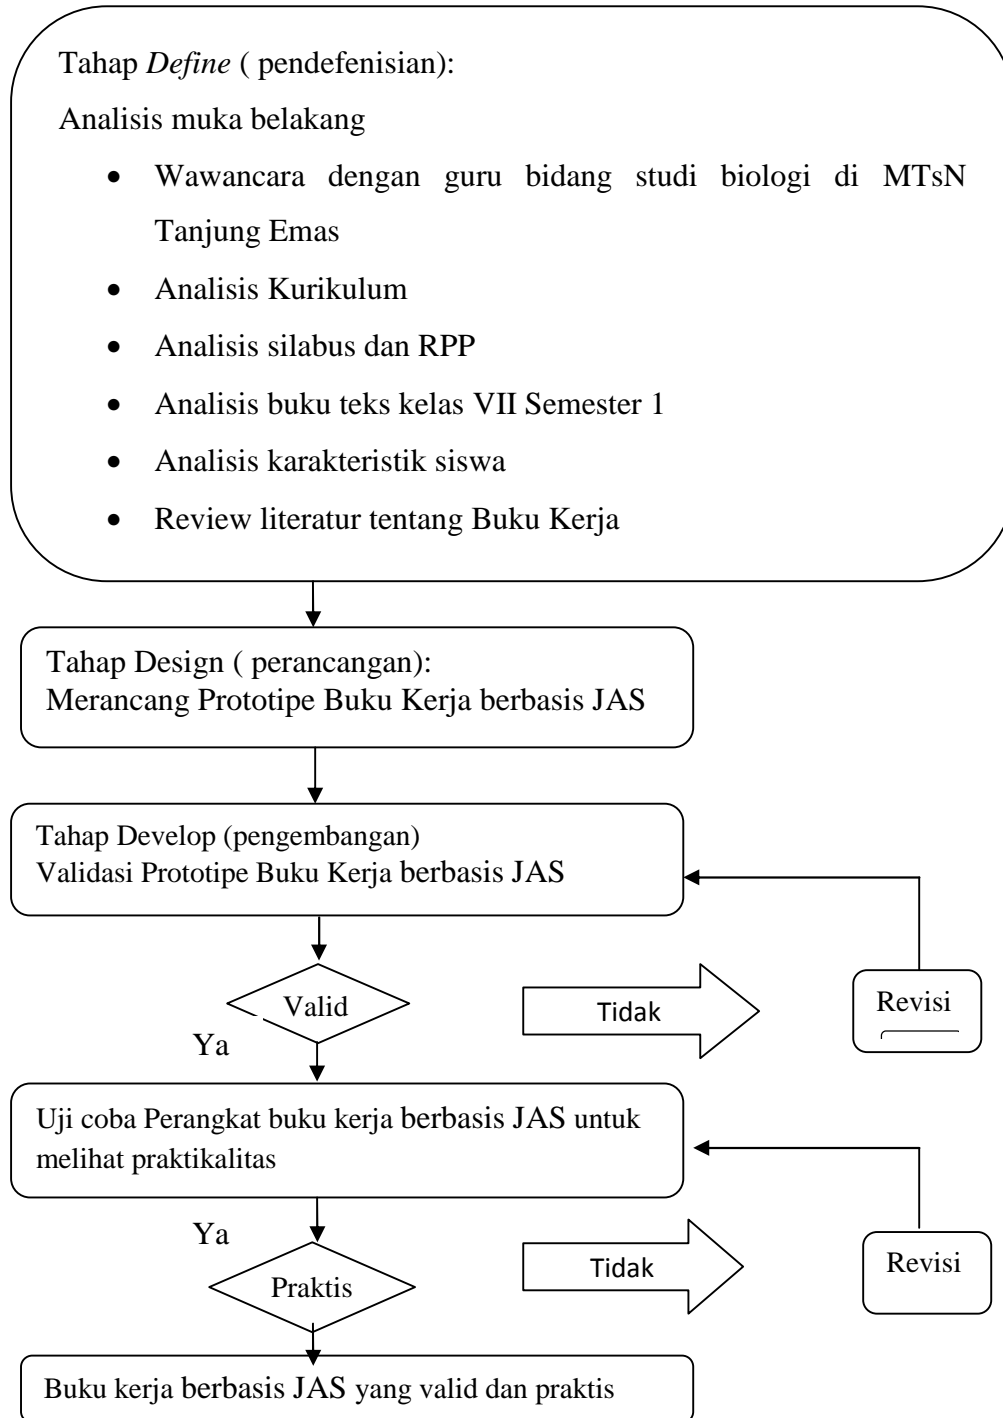 Tahap Define ( pendefenisian):
Analisis muka belakang
• Wawancara dengan guru bidang studi biologi di MTsN
Tanjung Emas
• Analisis Kurikulum
• Analisis silabus dan RPP
• Analisis buku teks kelas VII Semester 1
• Analisis karakteristik siswa
• Review literatur tentang Buku Kerja
Tahap Design ( perancangan):
Merancang Prototipe Buku Kerja berbasis JAS
Tahap Develop (pengembangan)
Validasi Prototipe Buku Kerja berbasis JAS
Valid
Tidak
Revisi
Ya
Uji coba Perangkat buku kerja berbasis JAS untuk
melihat praktikalitas
Ya
Praktis
Tidak
Revisi
Buku kerja berbasis JAS yang valid dan praktis